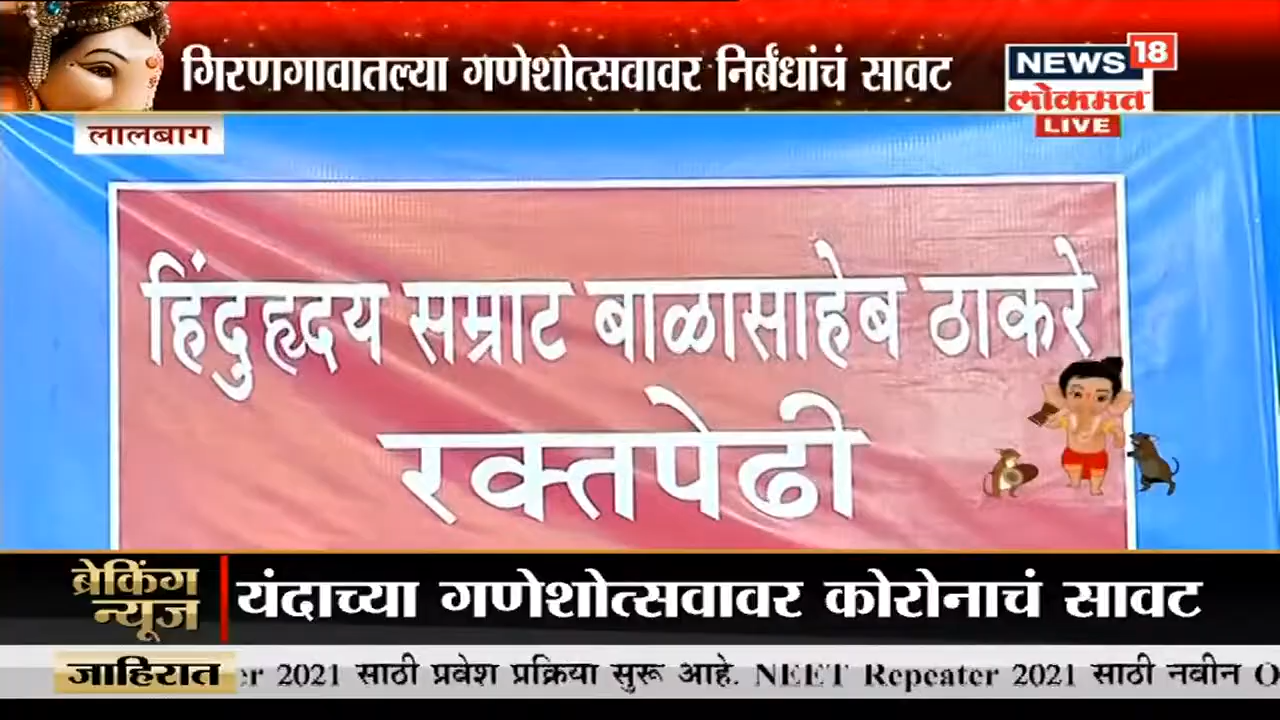 गिरणगावातल्या गणेशोत्सवावर निर्बंधांचं सावट
NEWS 18
लोकमत
LIVE
लालबाग
हिंदुहृदय सम्राट बाळासाहेब ठाकरे
रक्तपेढी
ब्रेकिंग न्यूज
यंदाच्या गणेशोत्सवावर कोरोनाचं सावट
जाहिरात
er 2021 साठी प्रवेश प्रक्रिया सुरू आहे. NEET Repeater 2021 साठी नवीन O